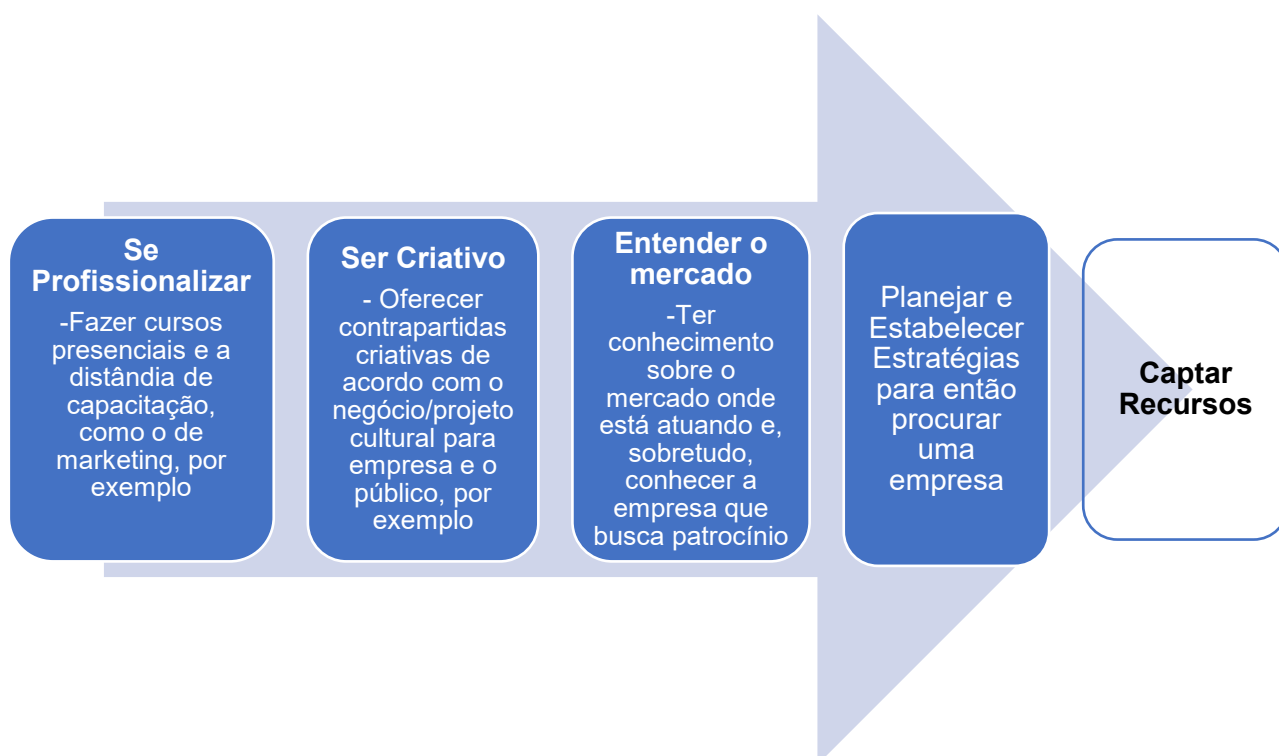 Se
Profissionalizar
-Fazer cursos
presenciais e a
distândia de
capacitação,
como o de
marketing, por
exemplo
Ser Criativo
- Oferecer
contrapartidas
criativas de
acordo com o
negócio/projeto
cultural para
empresa e o
público, por
exemplo
Entender o
mercado
-Ter
conhecimento
sobre o
mercado onde
está atuando e,
sobretudo,
conhecer a
empresa que
busca patrocínio
Planejar e
Estabelecer
Estratégias
para então
procurar
uma
empresa
Captar
Recursos